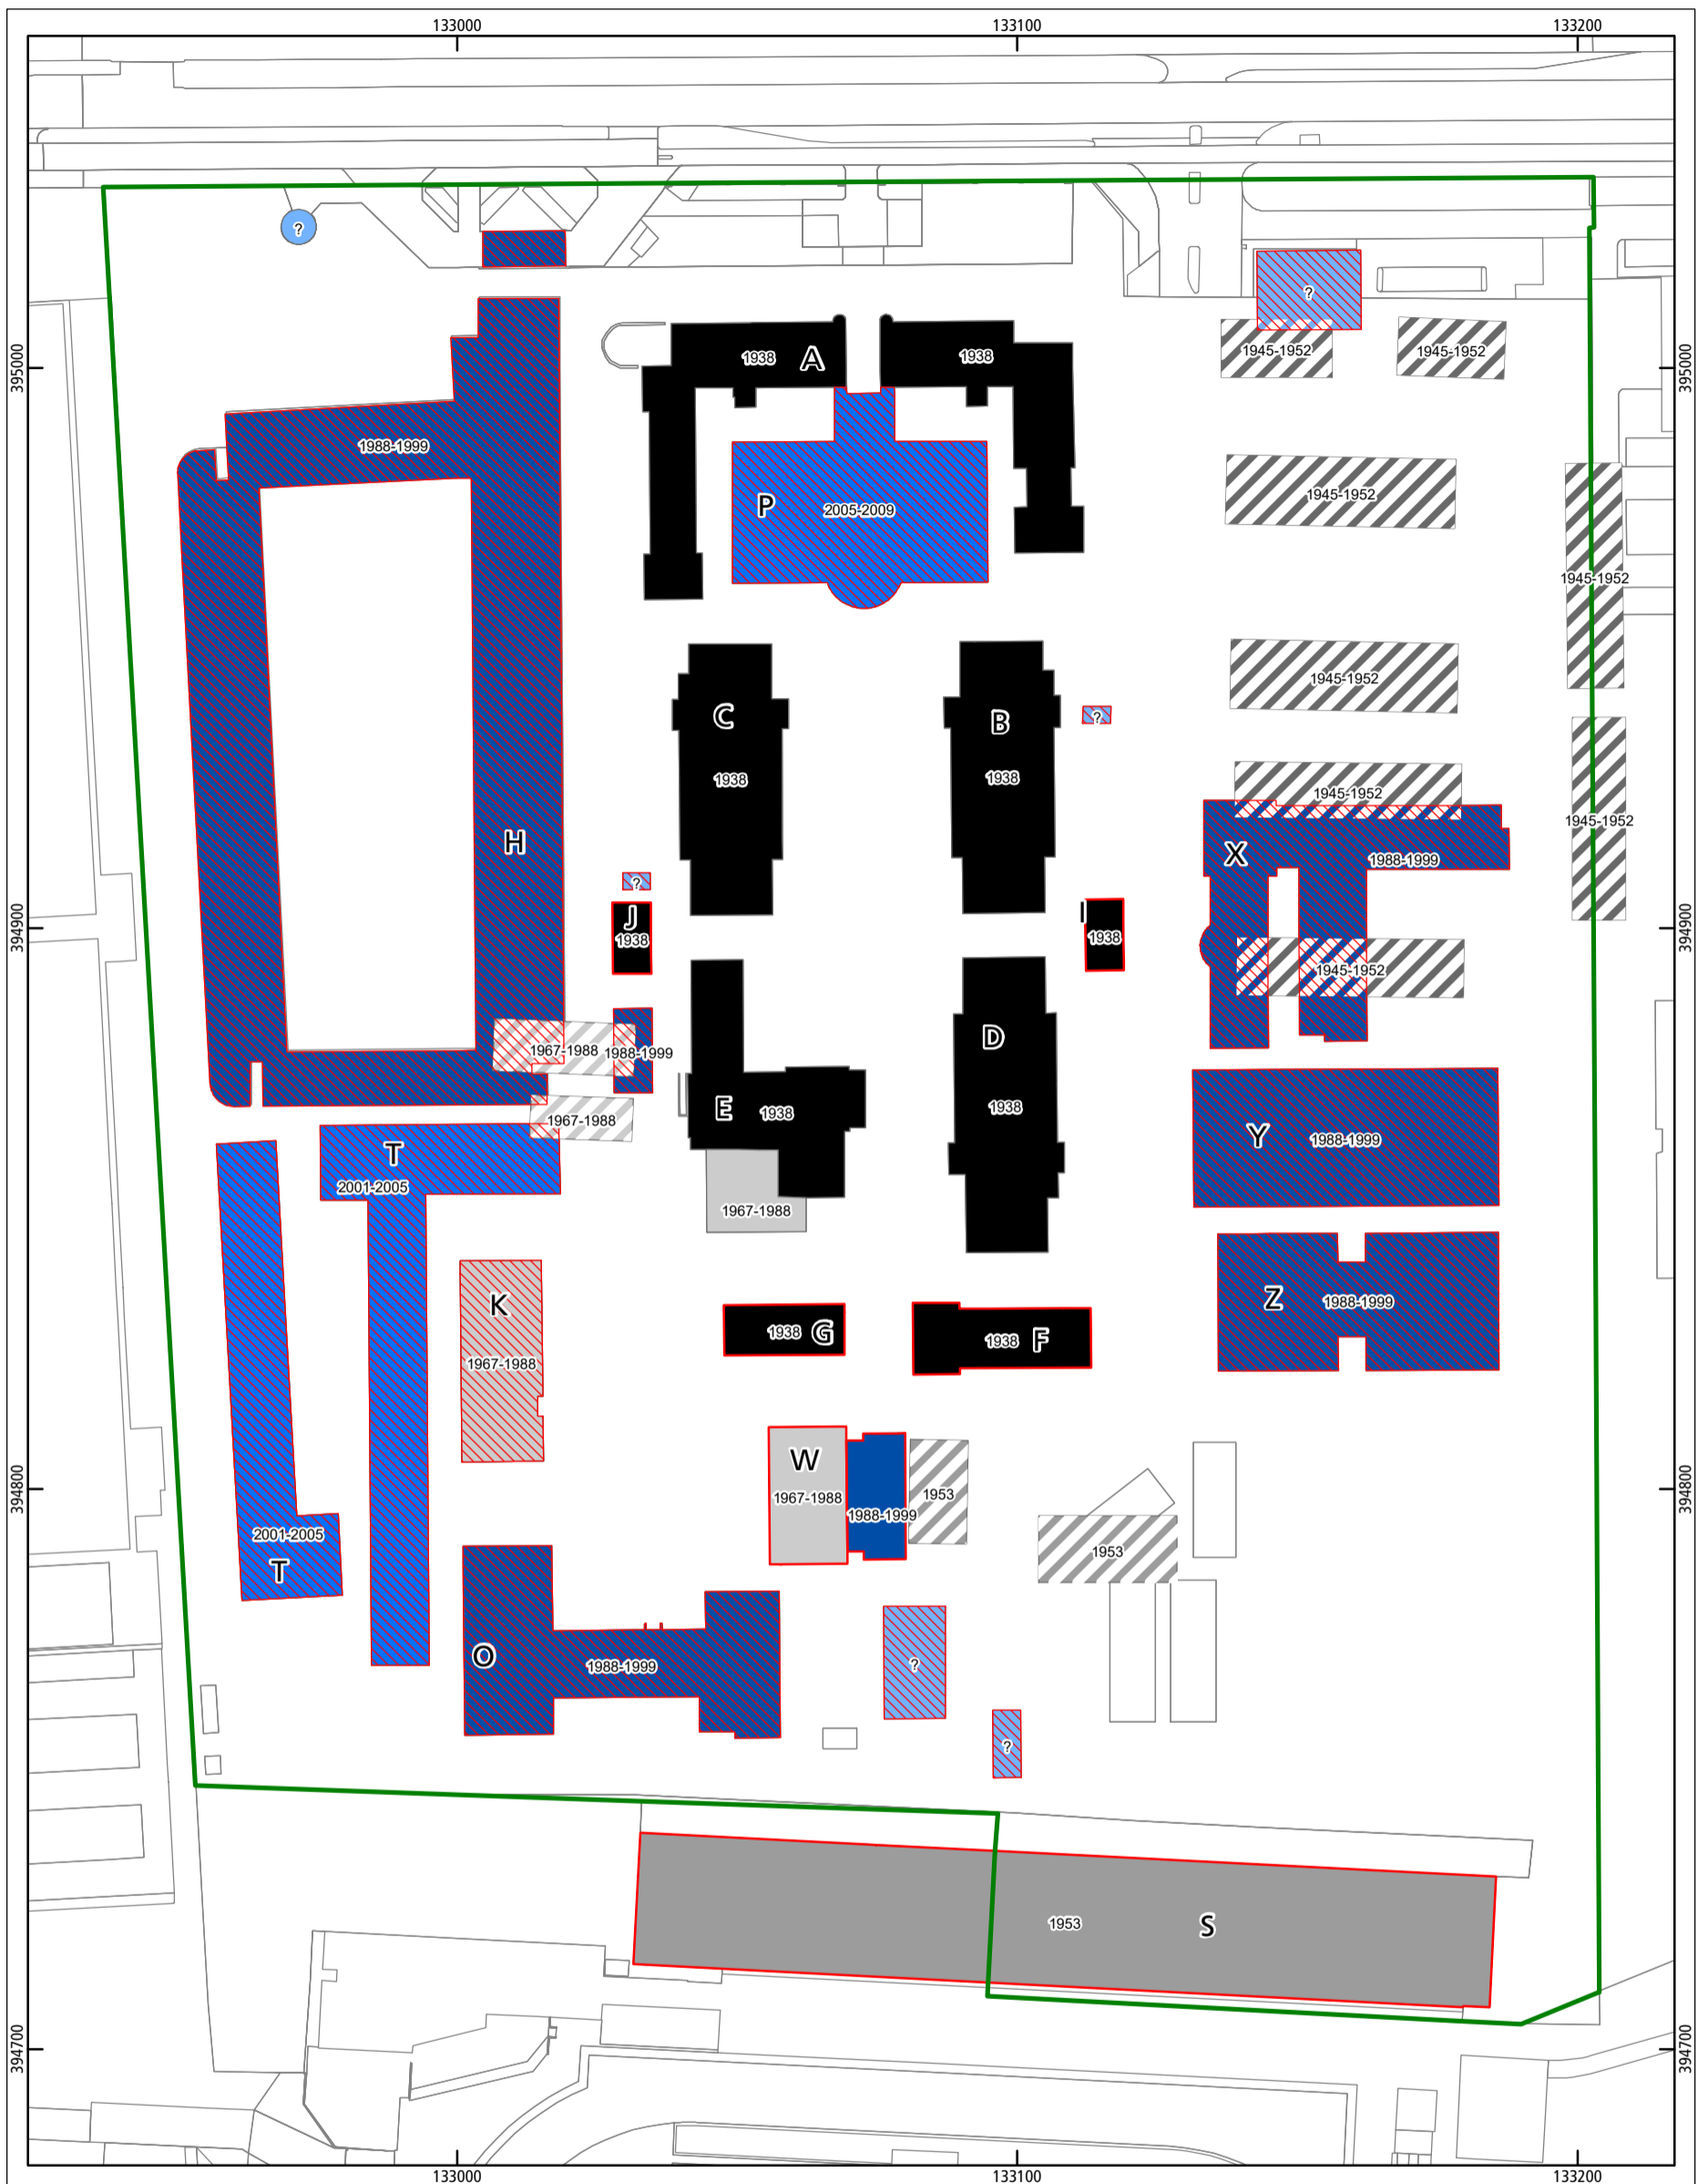 133000
133100
133200
?
?
1938
A
1938
1945-1952
1945-1952
395000
395000
1988-1999
P
2005-2009
1945-1952
1945-1952
1945-1952
C
B
?
1938
1938
1945-1952
1945-1952
H
X
1988-1999
?
J
I
1938
1938
394900
394900
1945-1952
D
1967-1988
1988-1999
E
1938
1938
1967-1988
T
Y
1988-1999
2001-2005
1967-1988
K
Z
1988-1999
1938
G
1938
F
1967-1988
W
394800
394800
1967-1988
1953
1988-1999
2001-2005
T
1953
O
1988-1999
?
?
1953
S
394700
394700
133000
133100
133200